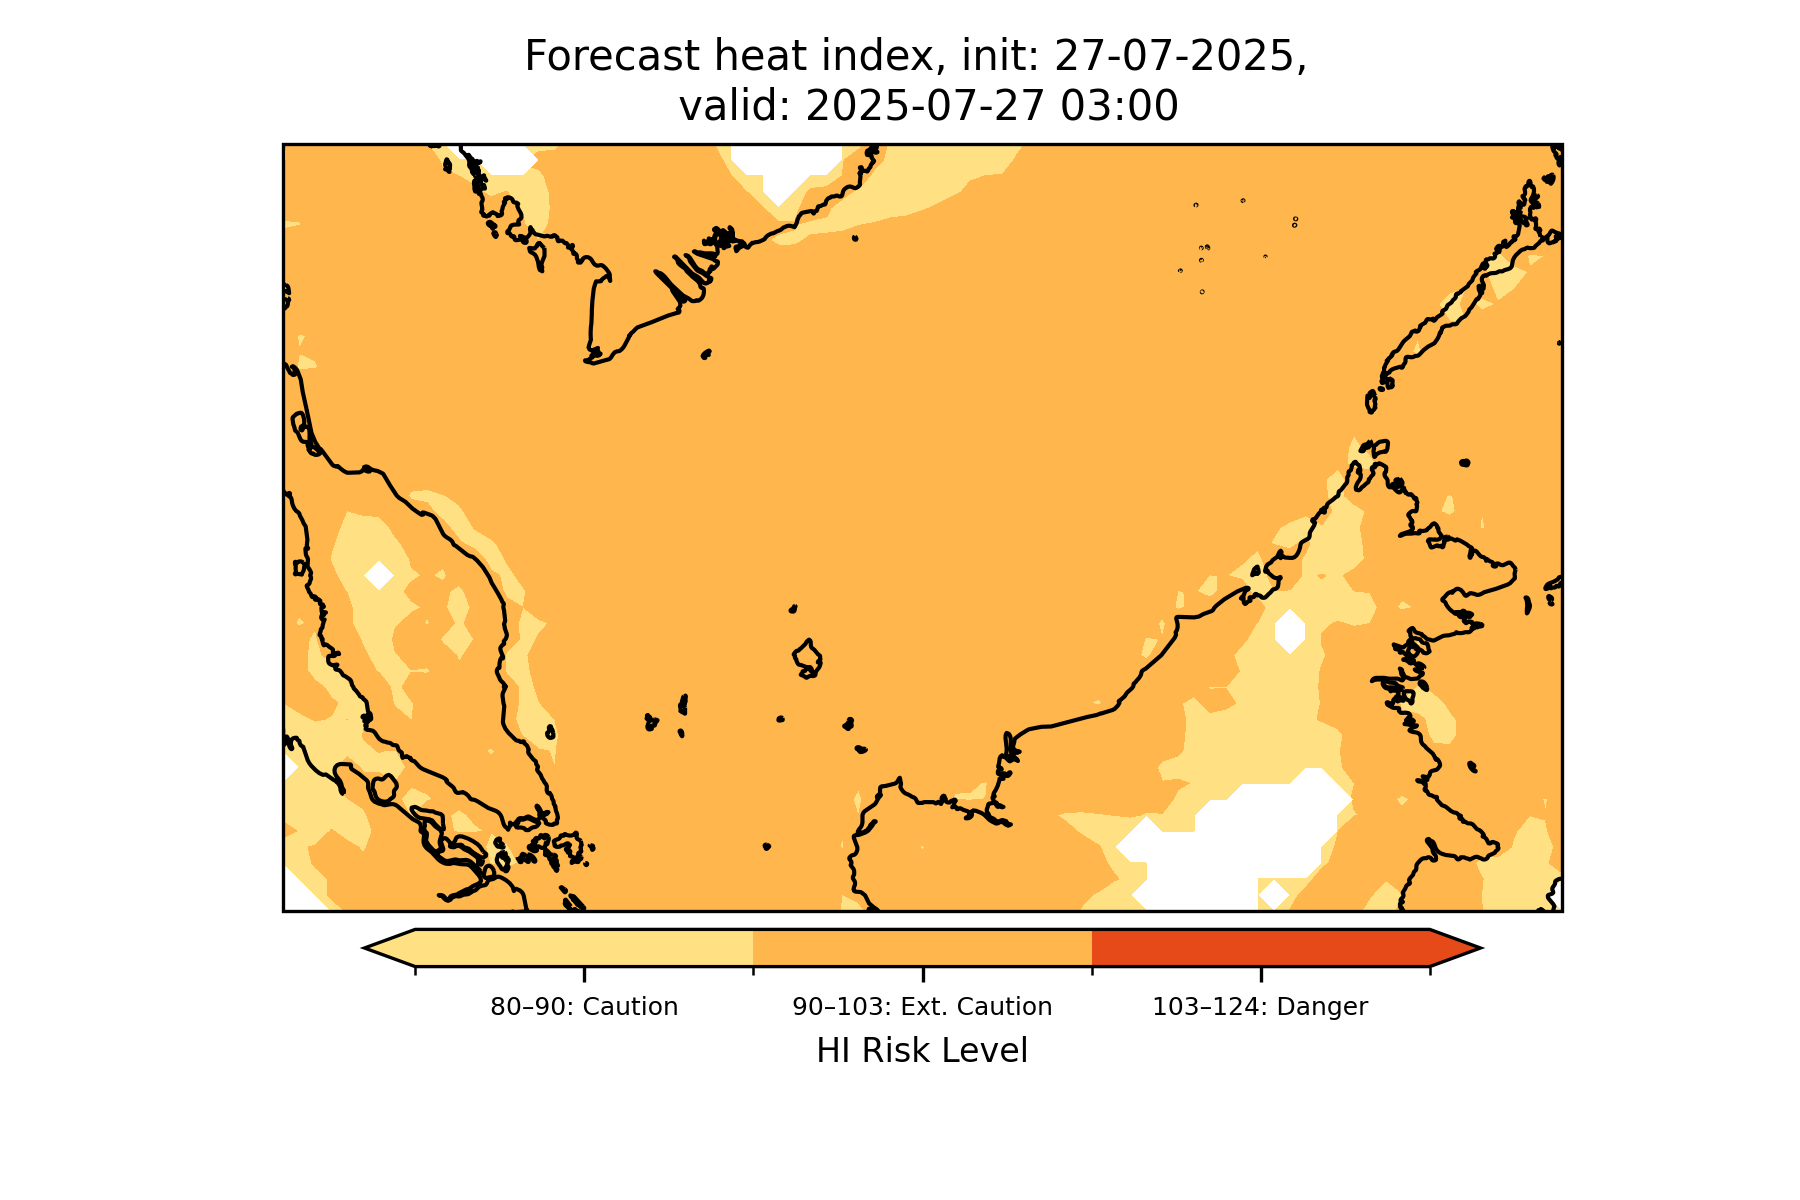 Forecast heat index, init: 27-07-2025,
valid: 2025-07-27 03:00
80–90: Caution
90–103: Ext. Caution
103–124: Danger
HI Risk Level